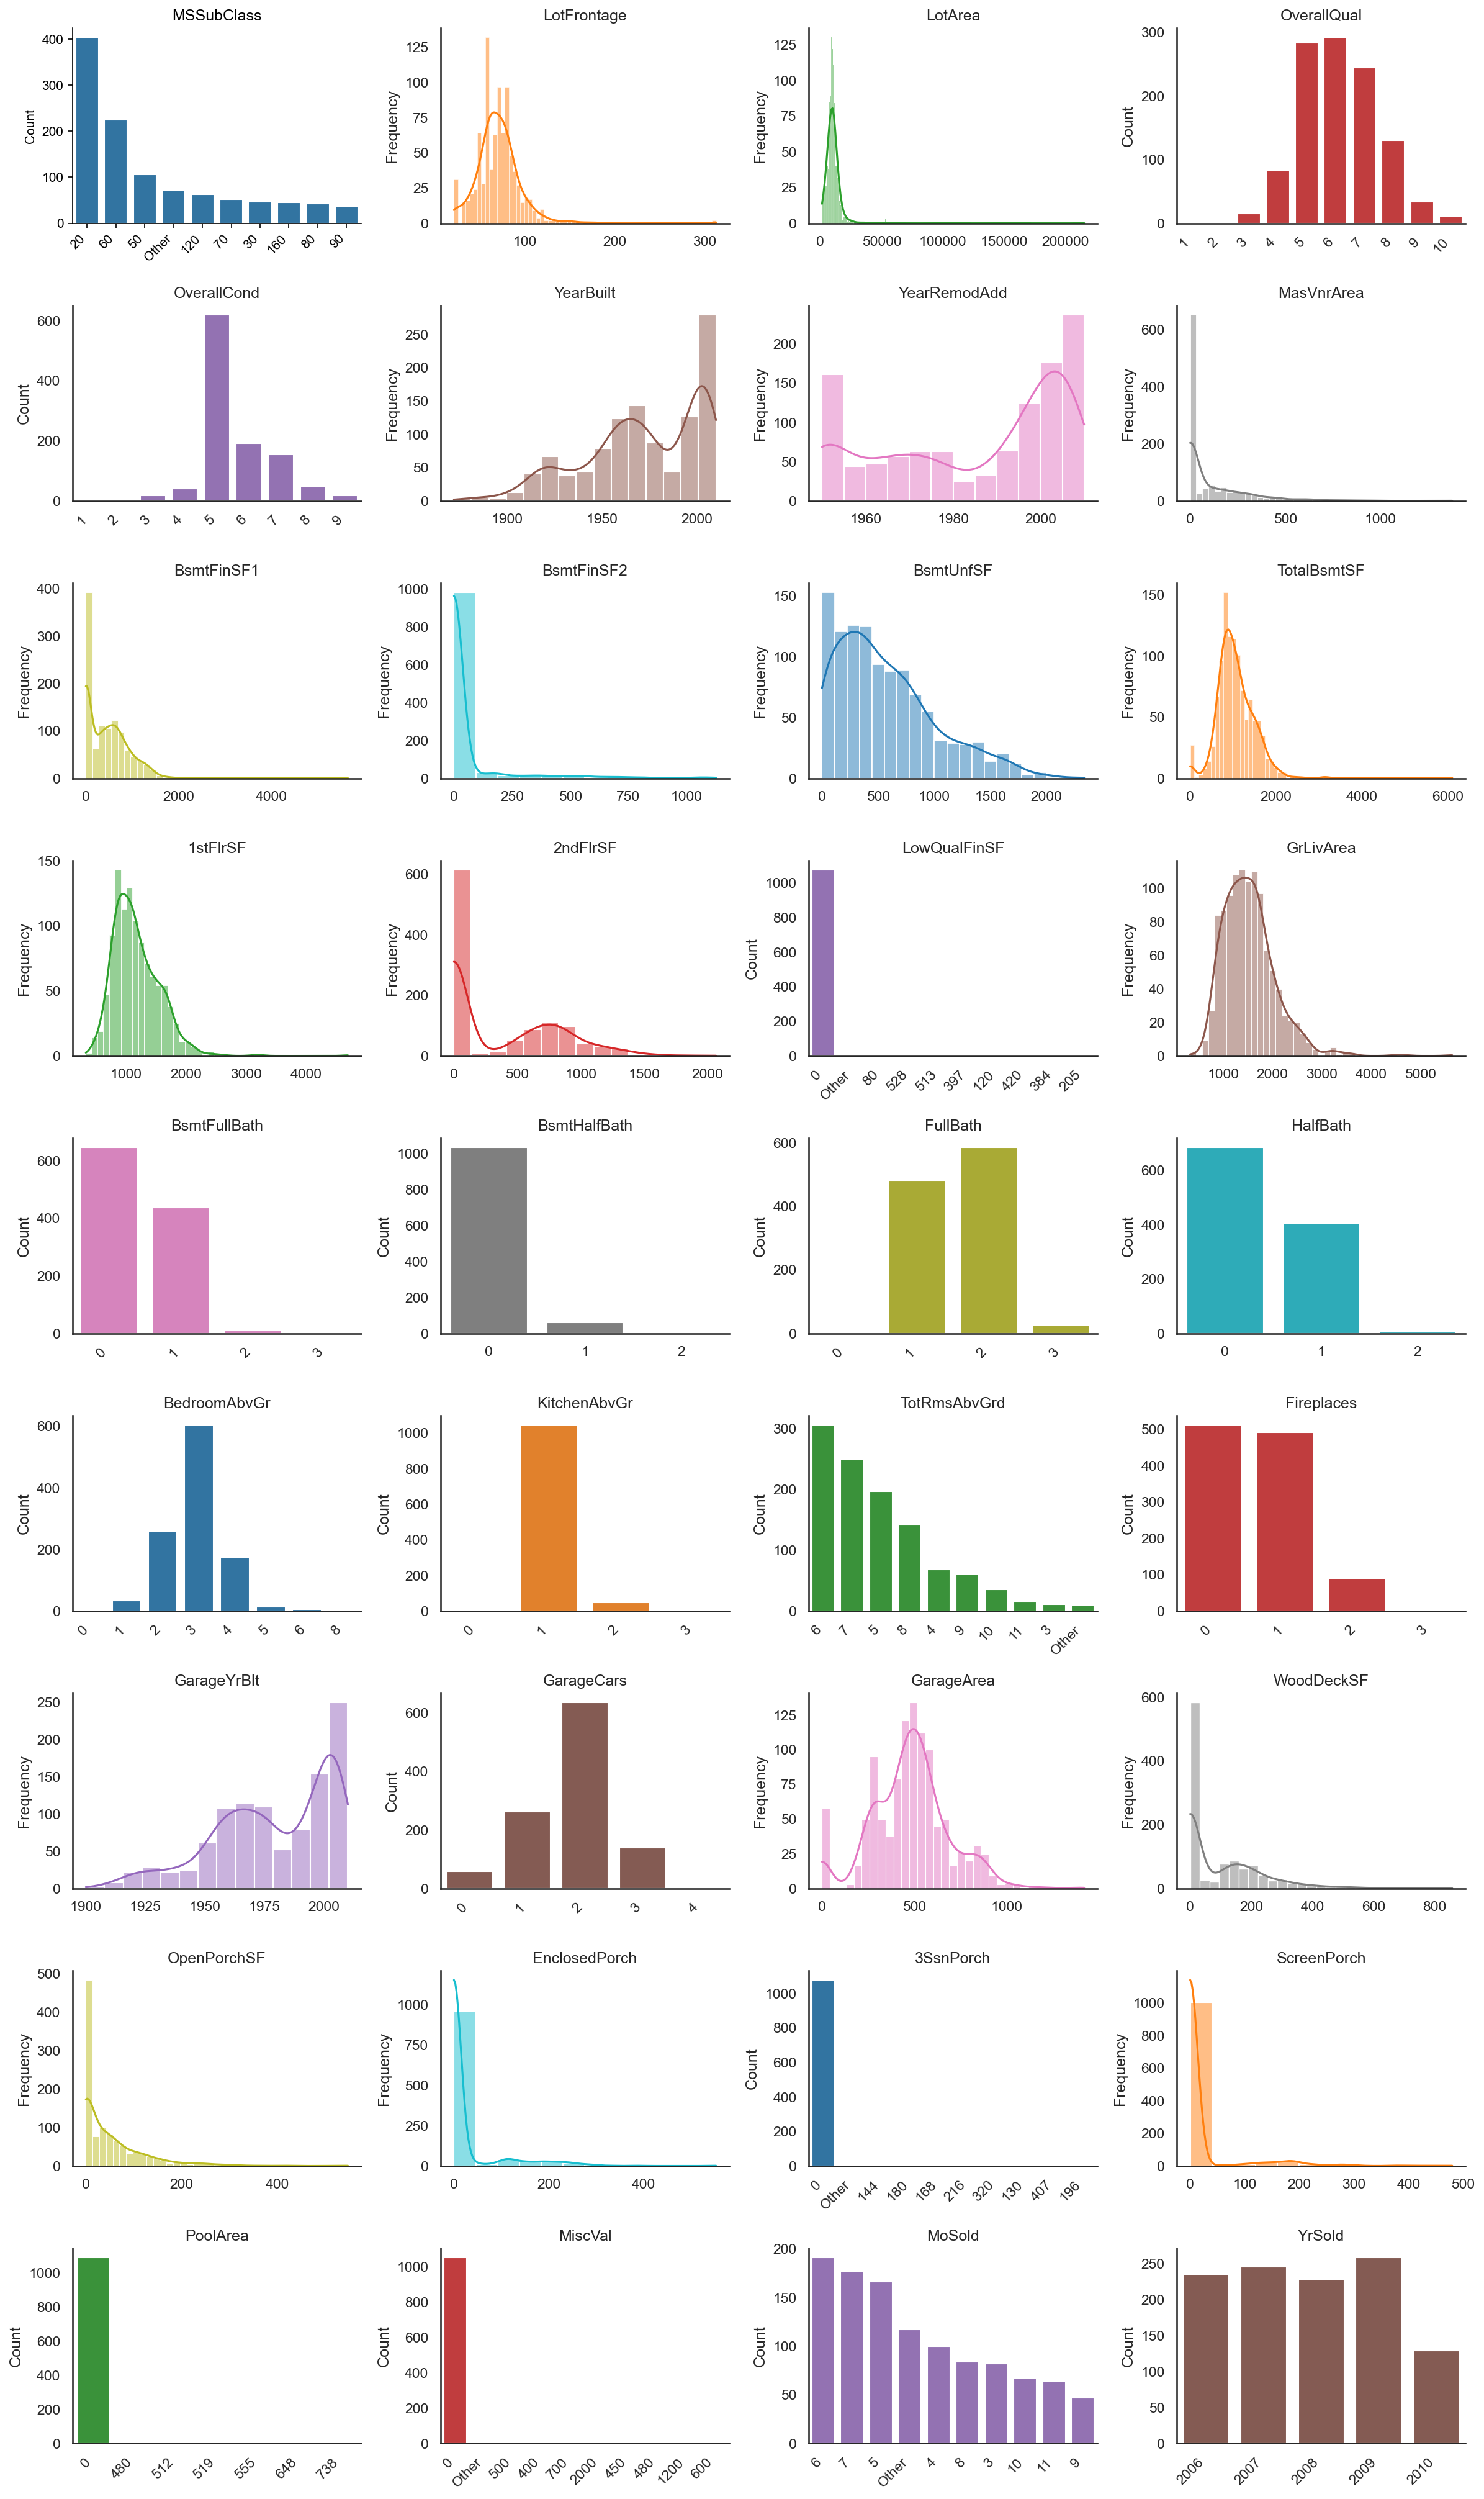 MSSubClass
Count
400
300
200
100
0
20 60 50 Other 120 70 30 160 80 90
LotFrontage
Frequency
125
100
75
50
25
0
100 200 300
LotArea
Frequency
125
100
75
50
25
0
0 50000 100000 150000 200000
OverallQual
Count
300
200
100
0
1 2 3 4 5 6 7 8 9 10
OverallCond
Count
600
400
200
0
1 2 3 4 5 6 7 8 9
YearBuilt
Frequency
250
200
150
100
50
0
1900 1950 2000
YearRemodAdd
Frequency
200
150
100
50
0
1960 1980 2000
MasVnrArea
Frequency
600
400
200
0
0 500 1000
BsmtFinSF1
Frequency
400
300
200
100
0
0 2000 4000
BsmtFinSF2
Frequency
1000
800
600
400
200
0
0 250 500 750 1000
BsmtUnfSF
Frequency
150
100
50
0
0 500 1000 1500 2000
TotalBsmtSF
Frequency
150
100
50
0
0 2000 4000 6000
1stFlrSF
Frequency
150
100
50
0
1000 2000 3000 4000
2ndFlrSF
Frequency
600
400
200
0
0 500 1000 1500 2000
LowQualFinSF
Count
1000
800
600
400
200
0
0 Other 80 528 513 397 120 420 384 205
GrLivArea
Frequency
100
80
60
40
20
0
1000 2000 3000 4000 5000
BsmtFullBath
Count
600
400
200
0
0 1 2 3
BsmtHalfBath
Count
1000
800
600
400
200
0
0 1 2
FullBath
Count
600
400
200
0
0 1 2 3
HalfBath
Count
600
400
200
0
0 1 2
BedroomAbvGr
Count
600
400
200
0
0 1 2 3 4 5 6 8
KitchenAbvGr
Count
1000
800
600
400
200
0
0 1 2 3
TotRmsAbvGrd
Count
300
200
100
0
6 7 5 8 4 9 10 11 3 Other
Fireplaces
Count
500
400
300
200
100
0
0 1 2 3
GarageYrBlt
Frequency
250
200
150
100
50
0
1900 1925 1950 1975 2000
GarageCars
Count
600
400
200
0
0 1 2 3 4
GarageArea
Frequency
125
100
75
50
25
0
0 500 1000
WoodDeckSF
Frequency
600
400
200
0
0 200 400 600 800
OpenPorchSF
Frequency
500
400
300
200
100
0
0 200 400
EnclosedPorch
Frequency
1000
750
500
250
0
0 200 400
3SsnPorch
Count
1000
800
600
400
200
0
0 Other 144 180 168 216 320 130 407 196
ScreenPorch
Frequency
1000
800
600
400
200
0
0 100 200 300 400 500
PoolArea
Count
1000
800
600
400
200
0
0 480 512 519 555 648 738
MiscVal
Count
1000
800
600
400
200
0
0 Other 500 400 700 2000 450 480 1200 600
MoSold
Count
200
150
100
50
0
6 7 5 Other 4 8 3 10 11 9
YrSold
Count
250
200
150
100
50
0
2006 2007 2008 2009 2010